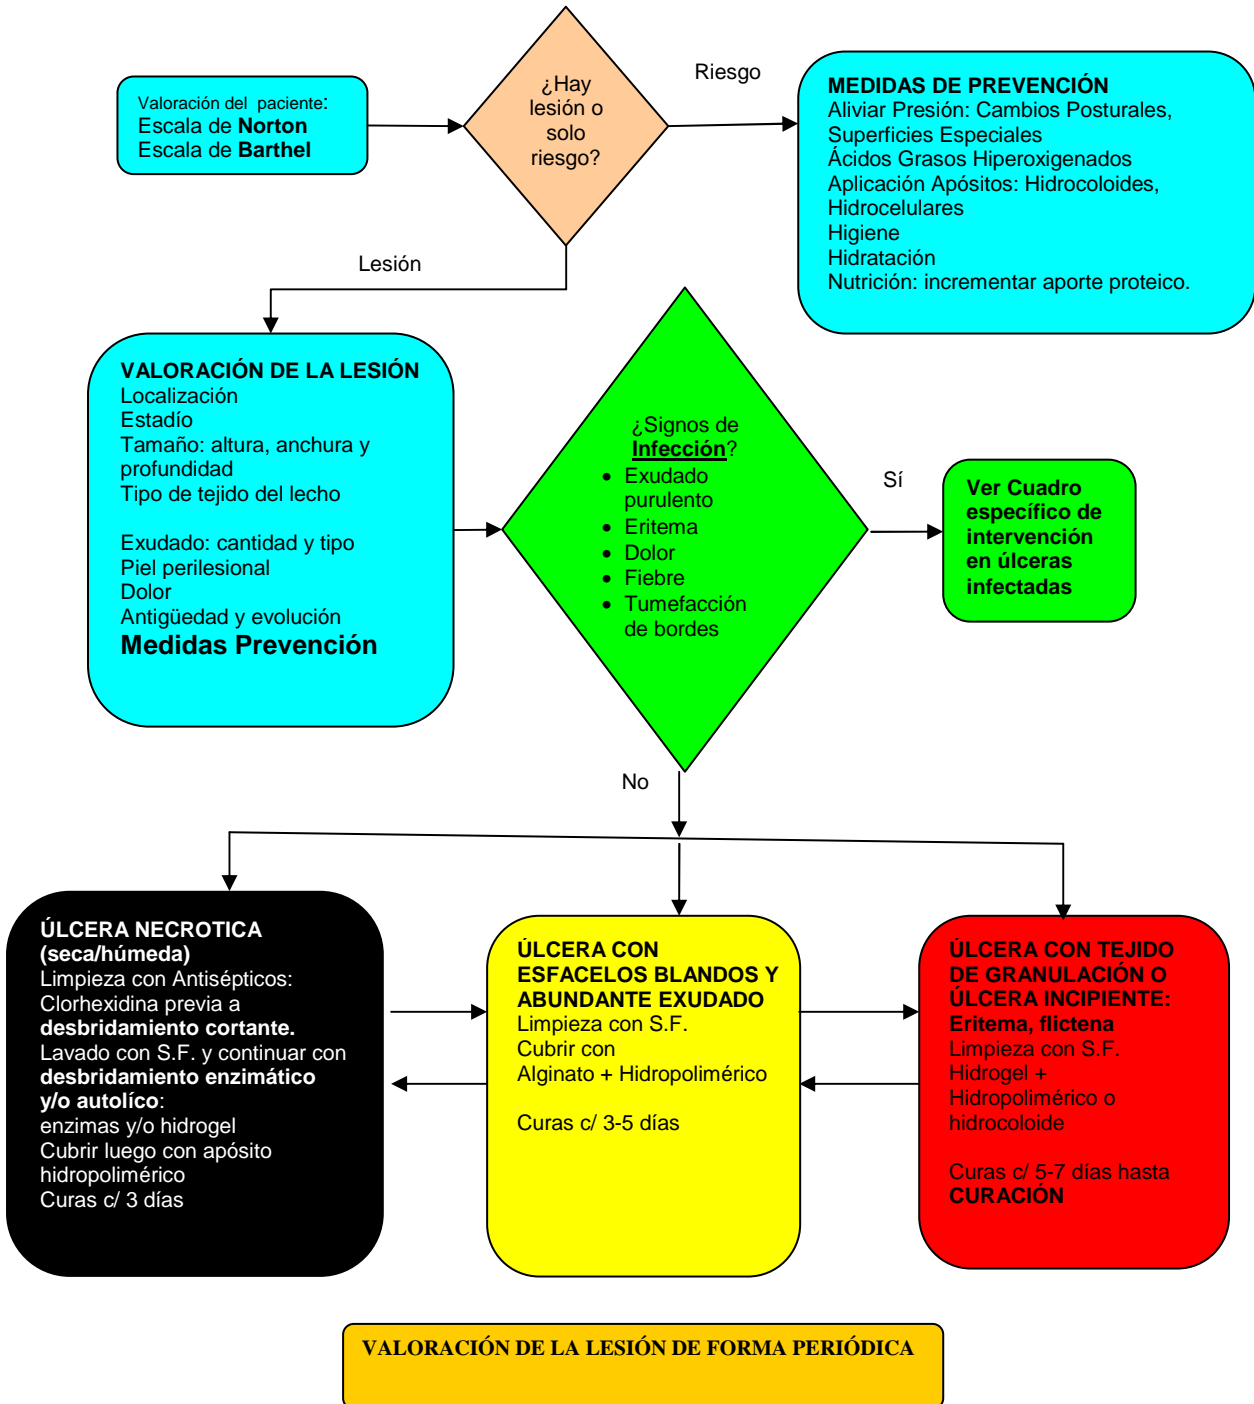 Valoración del paciente:
Escala de Norton
Escala de Barthel
¿Hay
lesión o
solo
riesgo?
Riesgo
MEDIDAS DE PREVENCIÓN
Aliviar Presión: Cambios Posturales,
Superficies Especiales
Ácidos Grasos Hiperoxigenados
Aplicación Apósitos: Hidrocoloides,
Hidrocelulares
Higiene
Hidratación
Nutrición: incrementar aporte proteico.
Lesión
VALORACIÓN DE LA LESIÓN
Localización
Estadío
Tamaño: altura, anchura y
profundidad
Tipo de tejido del lecho
Exudado: cantidad y tipo
Piel perilesional
Dolor
Antigüedad y evolución
Medidas Prevención
¿Signos de
Infección?
• Exudado
purulento
• Eritema
• Dolor
• Fiebre
• Tumefacción
de bordes
Sí
Ver Cuadro
específico de
intervención
en úlceras
infectadas
No
ÚLCERA NECROTICA
(seca/húmeda)
Limpieza con Antisépticos:
Clorhexidina previa a
desbridamiento cortante.
Lavado con S.F. y continuar con
desbridamiento enzimático
y/o autolíco:
enzimas y/o hidrogel
Cubrir luego con apósito
hidropolimérico
Curas c/ 3 días
ÚLCERA CON
ESFACELOS BLANDOS Y
ABUNDANTE EXUDADO
Limpieza con S.F.
Cubrir con
Alginato + Hidropolimérico
Curas c/ 3-5 días
ÚLCERA CON TEJIDO
DE GRANULACIÓN O
ÚLCERA INCIPIENTE:
Eritema, flictena
Limpieza con S.F.
Hidrogel +
Hidropolimérico o
hidrocoloide
Curas c/ 5-7 días hasta
CURACIÓN
VALORACIÓN DE LA LESIÓN DE FORMA PERIÓDICA